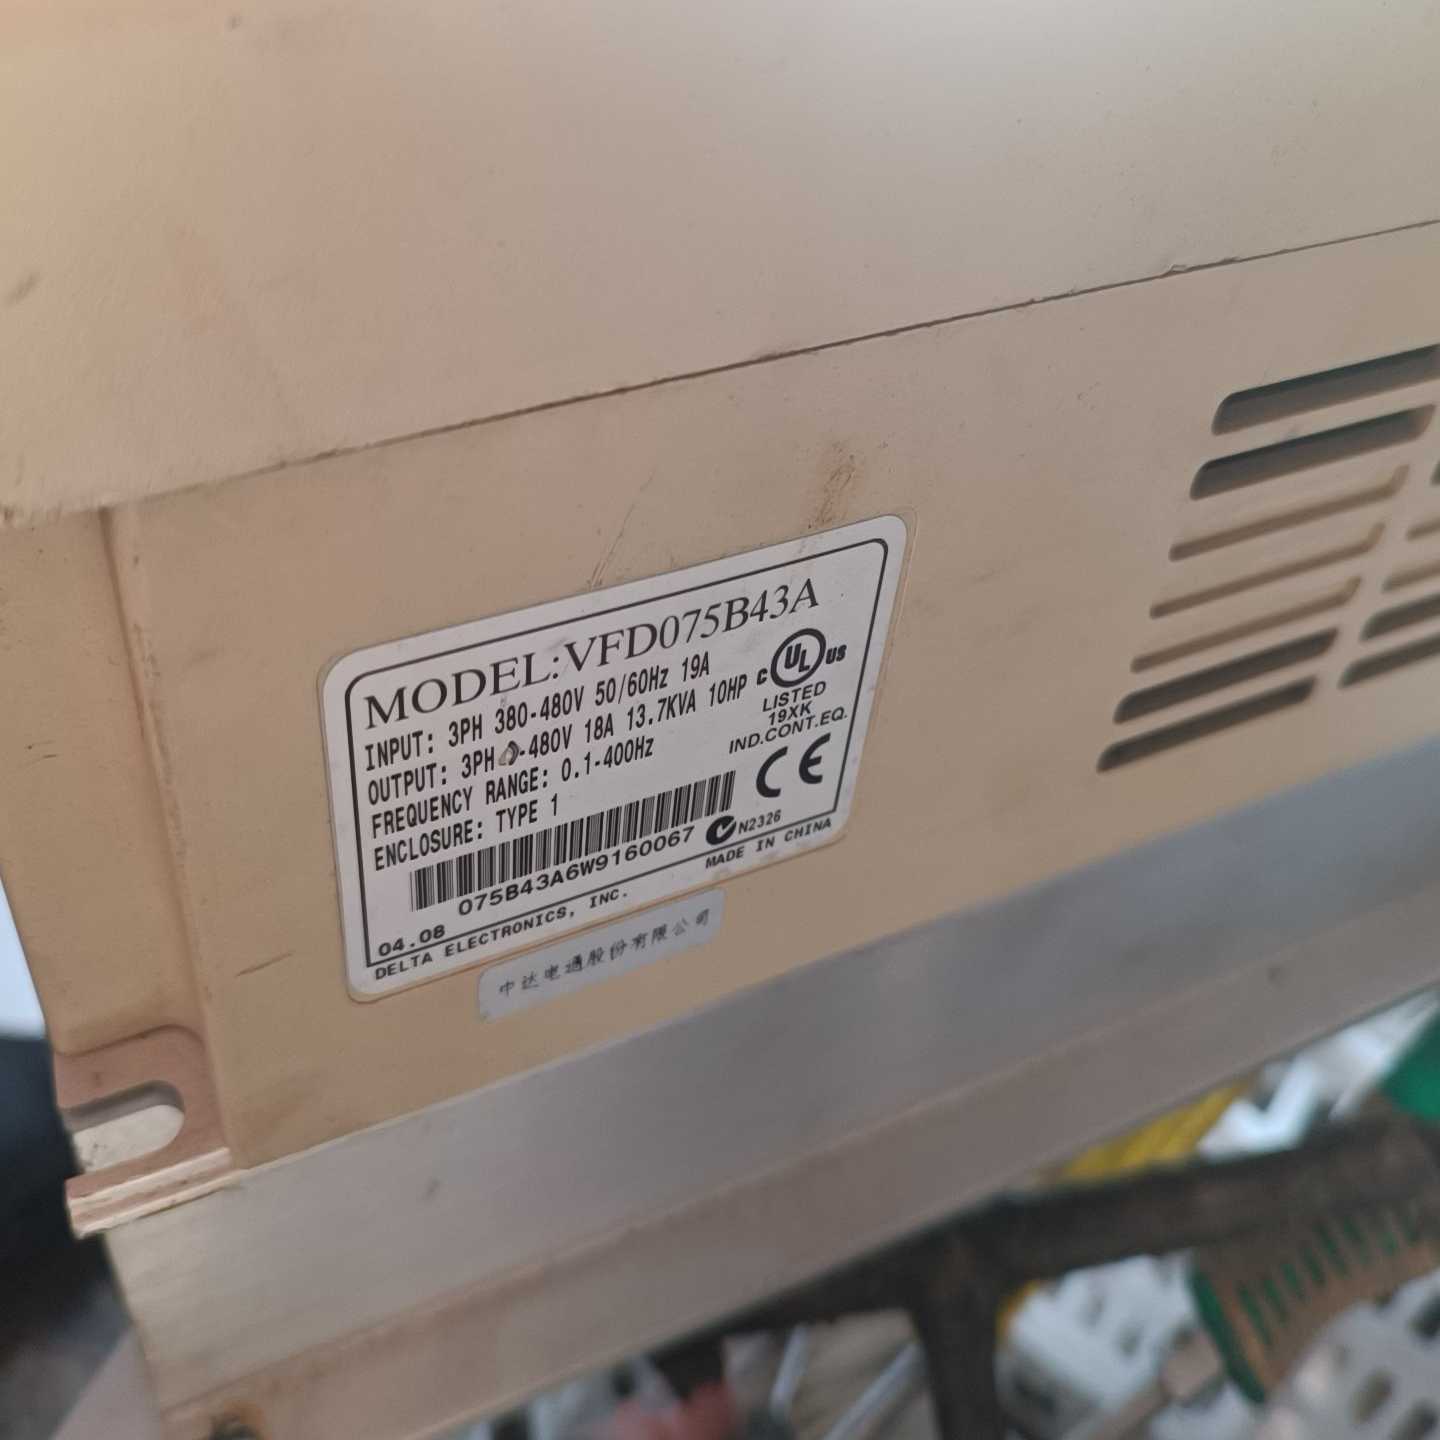 MODEL:VFD075B43A
INPUT: 3PH 380-480V 50/60Hz 19A
OUTPUT: 3PH 0-480V 18A 13.7KVA 10HP
FREQUENCY RANGE: 0.1-400Hz
ENCLOSURE: TYPE 1
C UL US
LISTED
19XK
IND.CONT.EQ.
CE
075B43A6W9160067
N2326
04.08
DELTA ELECTRONICS, INC.
MADE IN CHINA
中达电通股份有限公司